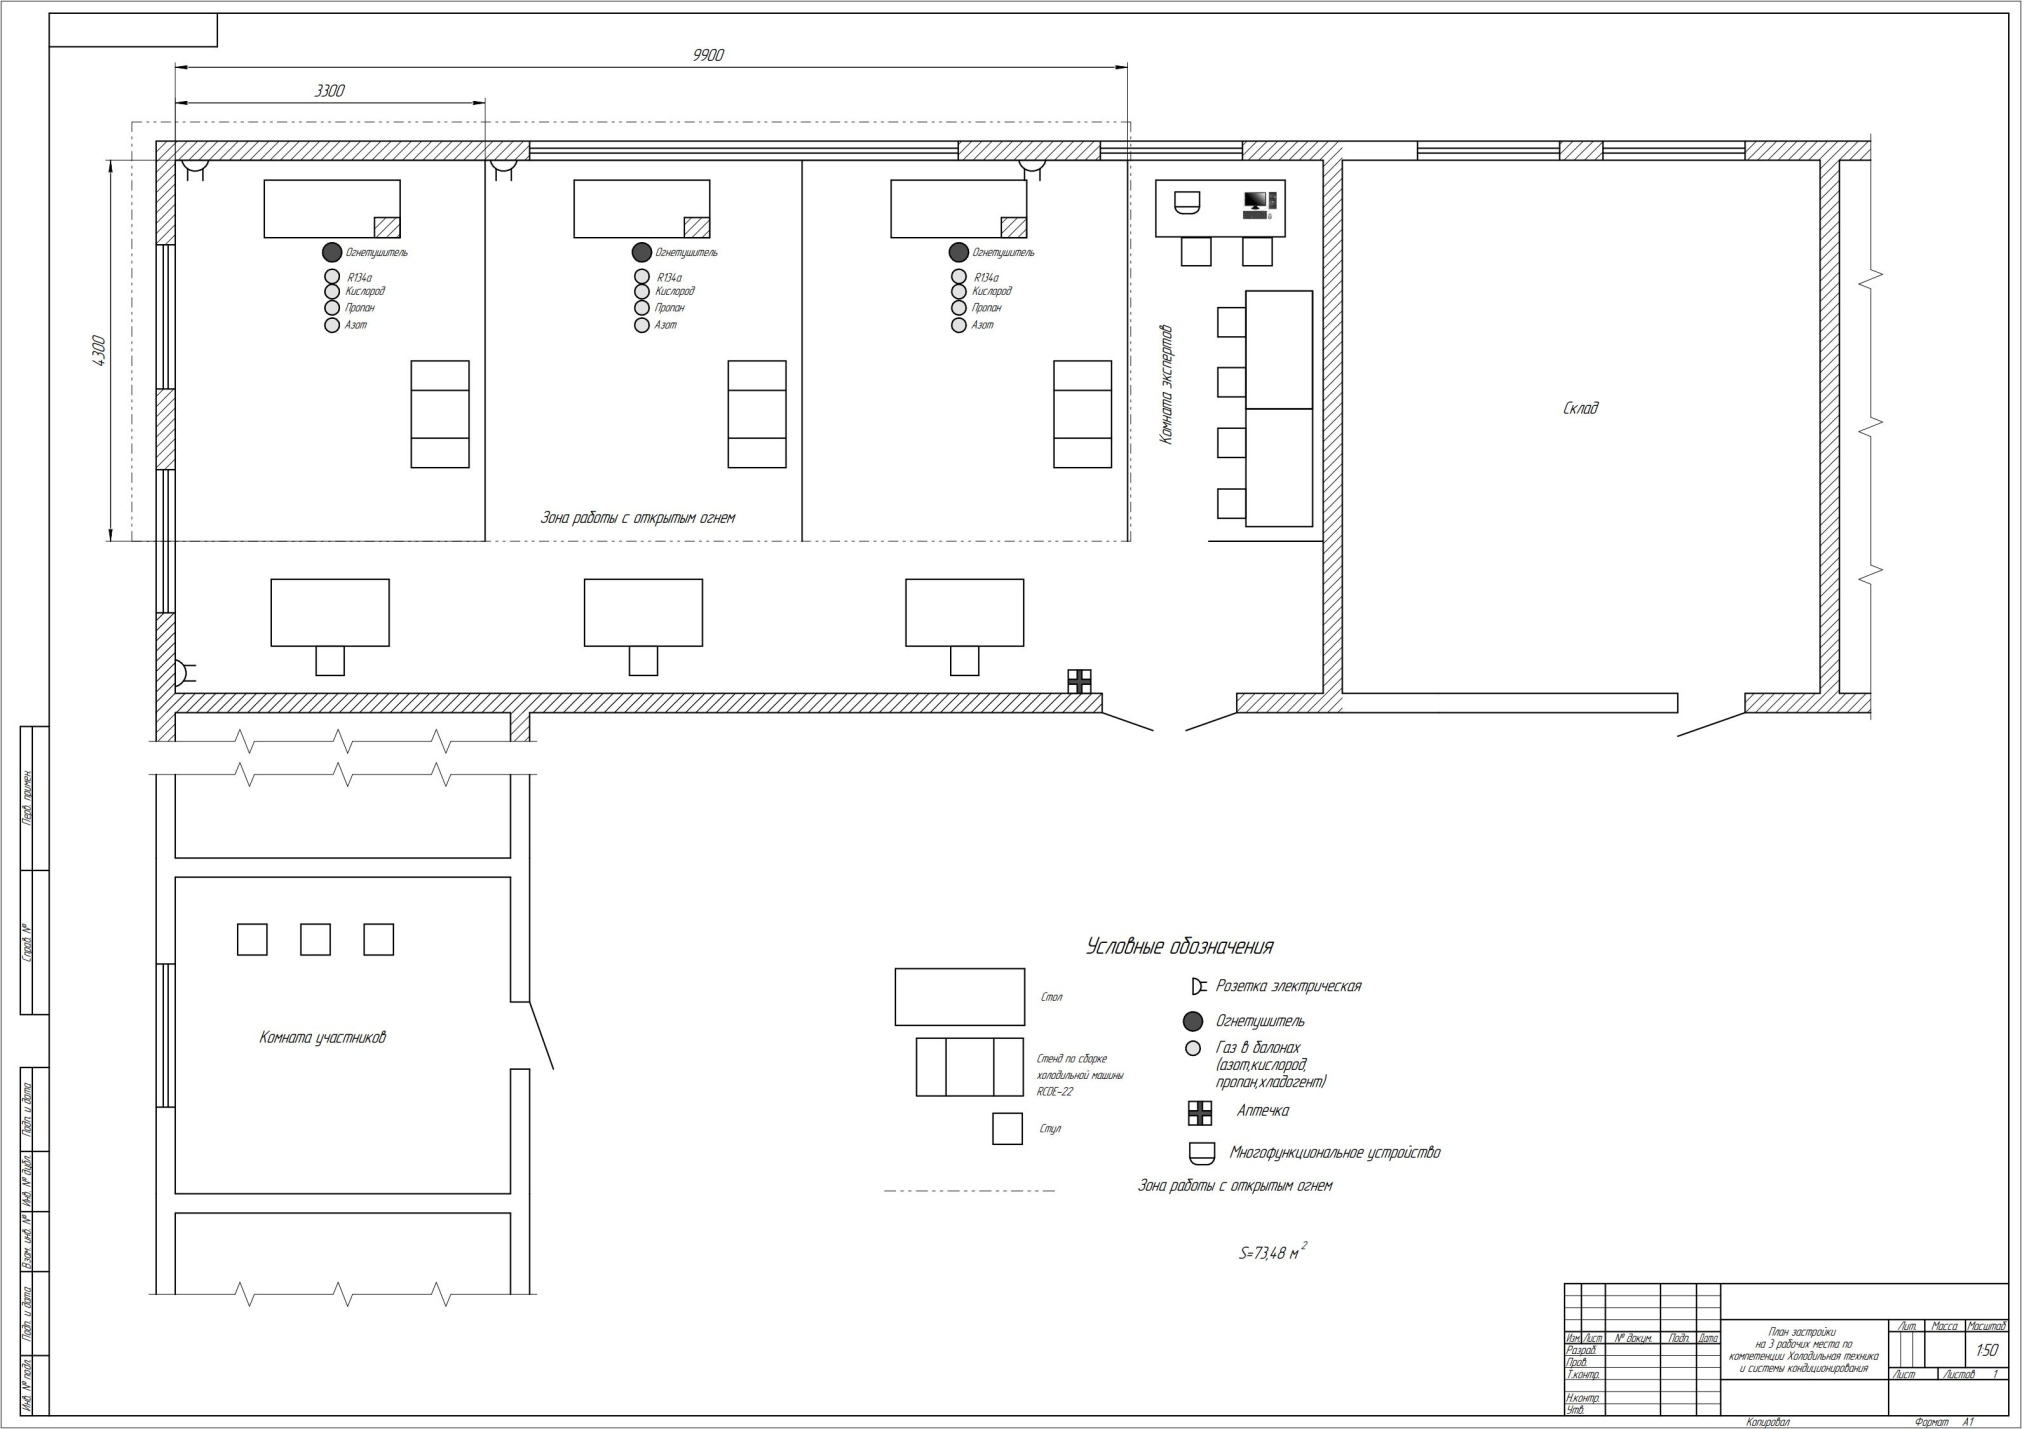 9900
3300
4300
Огнетушитель
R134a
Кислород
Пропан
Азот
Огнетушитель
R134a
Кислород
Пропан
Азот
Огнетушитель
R134a
Кислород
Пропан
Азот
Комната экспертов
Склад
Зона работы с открытым огнем
Комната участников
Условные обозначения
Стол
Стенд по сборке
холодильной машины
RCDE-22
Стул
Розетка электрическая
Огнетушитель
Газ в балонах
(азот,кислород,
пропан,хладогент)
Аптечка
Многофункциональное устройство
Зона работы с открытым огнем
S=73,48 м²
Перв. примен.
Справ. №
Подп. и дата
Инв. № дубл.
Взам. инв. №
Подп. и дата
Инв. № подл.
Изм. Лист № докум. Подп. Дата
Разраб.
Пров.
Т.контр.
Н.контр.
Утв.
План застройки
на 3 рабочих места по
компетенции Холодильная техника
и системы кондиционирования
Лит. Масса Масштаб
1:50
Лист Листов 1
Копировал Формат А1